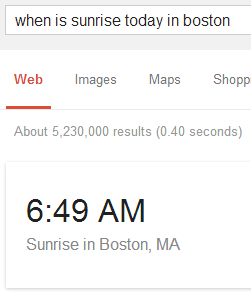 when is sunrise today in boston
Web Images Maps Shopp
About 5,230,000 results (0.40 seconds)
6:49 AM
Sunrise in Boston, MA